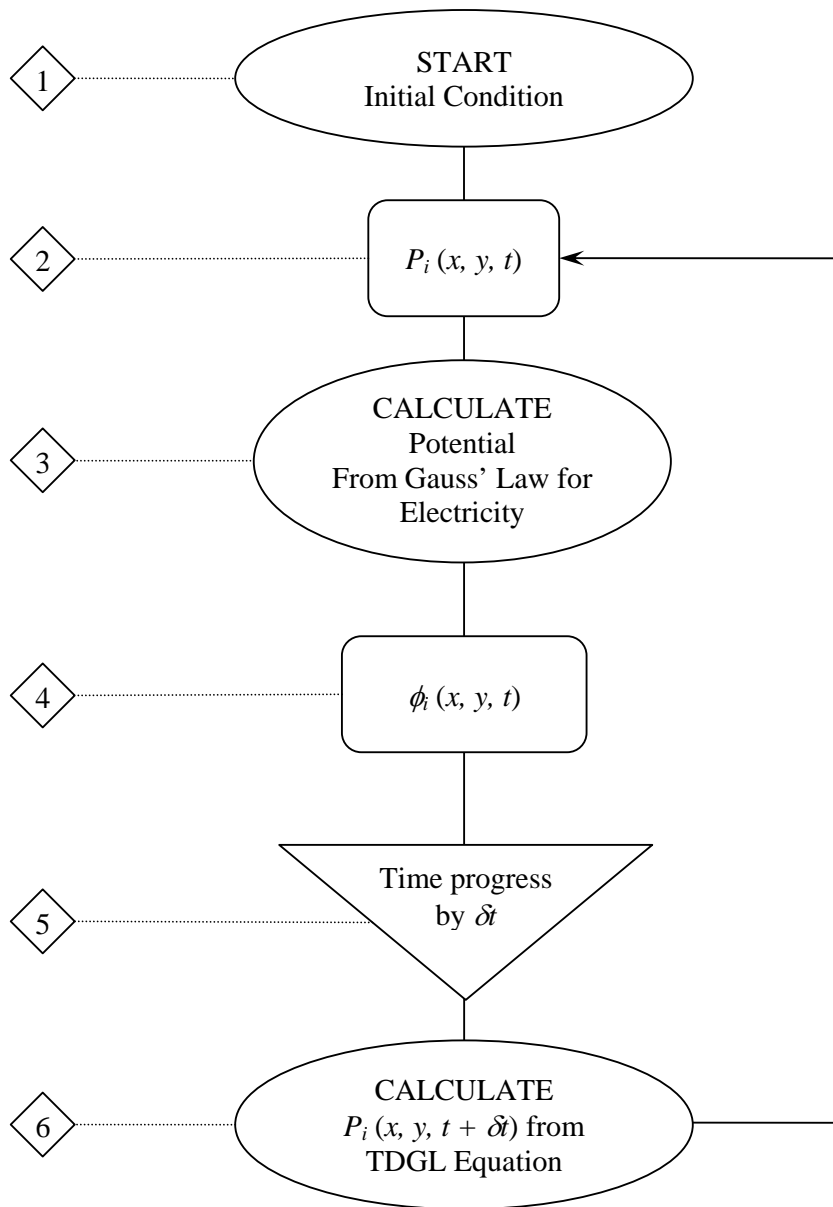 1
START
Initial Condition
2
Pᵢ (x, y, t)
3
CALCULATE
Potential
From Gauss’ Law for
Electricity
4
ϕᵢ (x, y, t)
5
Time progress
by δt
6
CALCULATE
Pᵢ (x, y, t + δt) from
TDGL Equation